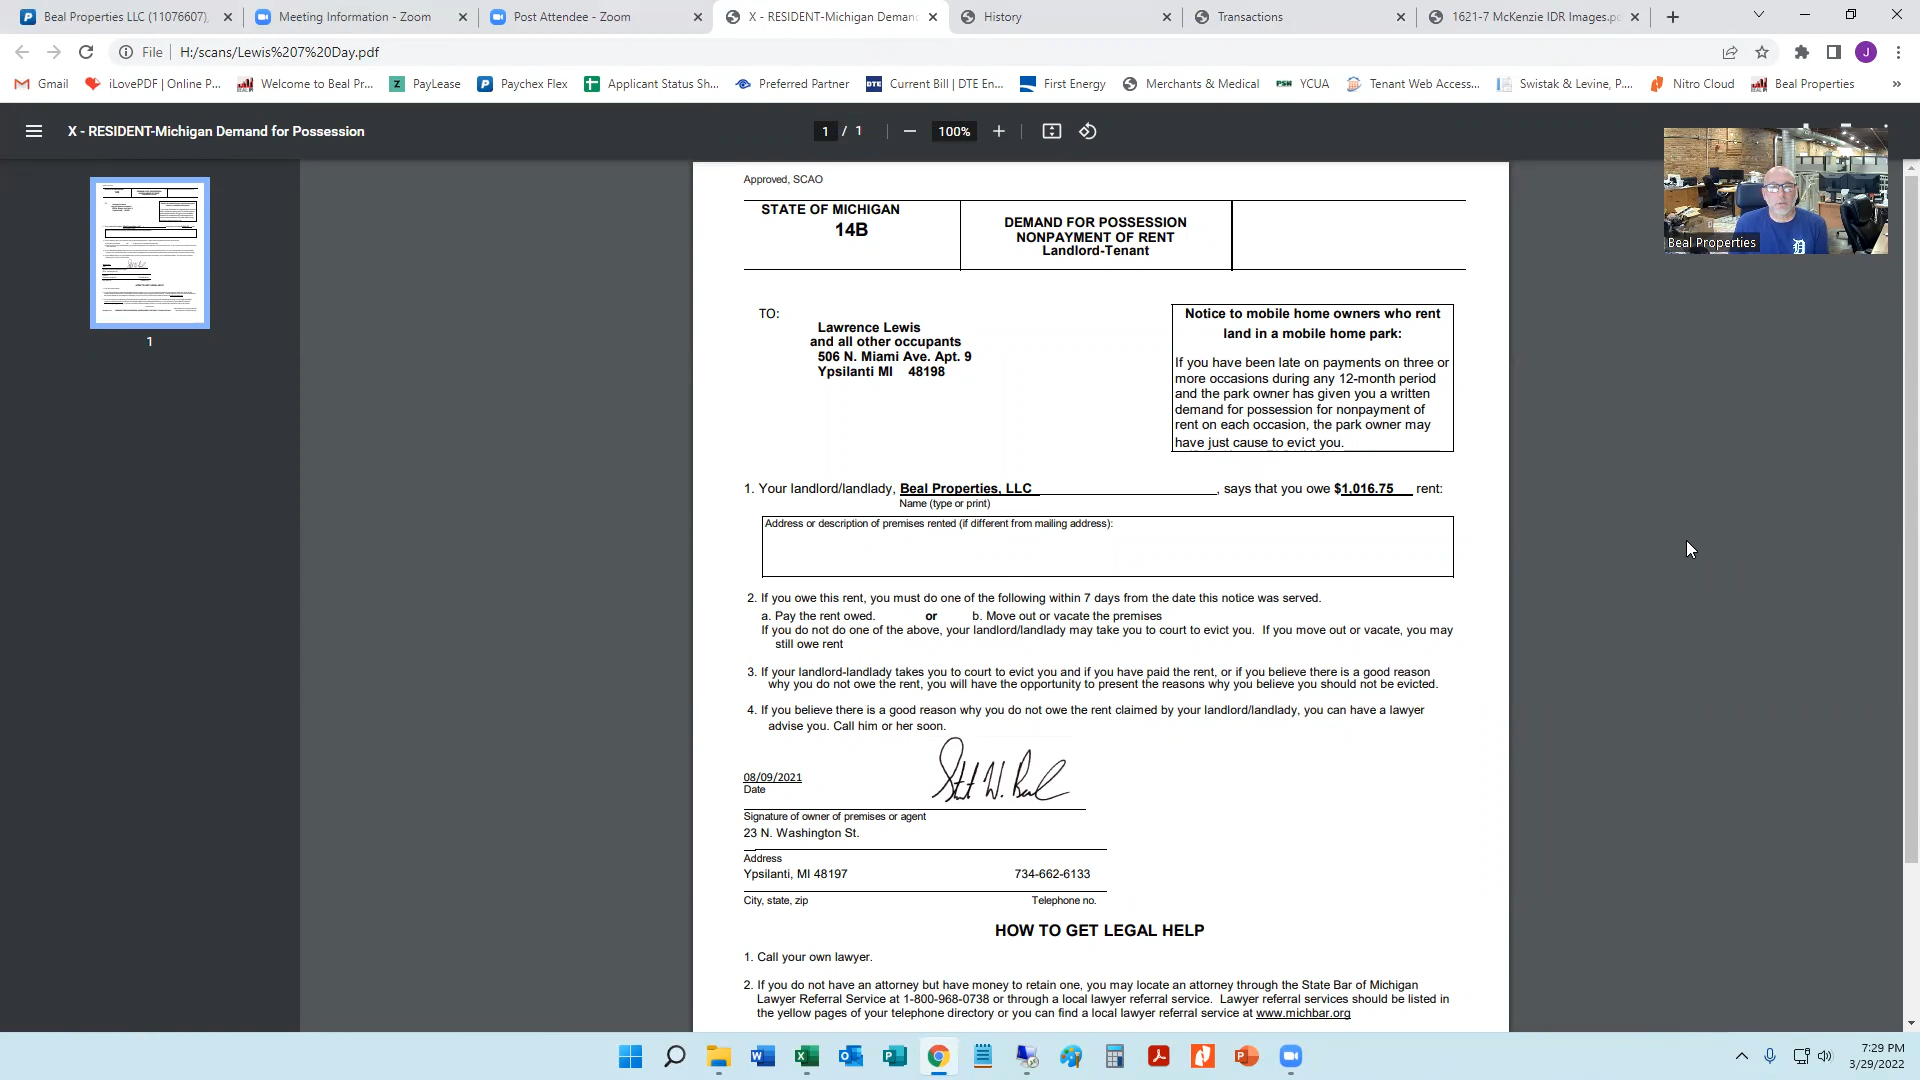 Beal Properties LLC (11076607),
Meeting Information - Zoom
Post Attendee - Zoom
X - RESIDENT-Michigan Deman
History
Transactions
1621-7 McKenzie IDR Images.p
File
H:/scans/Lewis%207%20Day.pdf
J
Gmail
iLovePDF | Online P...
Welcome to Beal Pr...
PayLease
Paychex Flex
Applicant Status Sh...
Preferred Partner
DTE
Current Bill | DTE En...
First Energy
Merchants & Medical
YCUA
Tenant Web Access...
Swistak & Levine, P....
Nitro Cloud
Beal Properties
X - RESIDENT-Michigan Demand for Possession
1 / 1
100%
1
Beal Properties
Approved, SCAO
STATE OF MICHIGAN
14B
DEMAND FOR POSSESSION
NONPAYMENT OF RENT
Landlord-Tenant
TO:
Lawrence Lewis
and all other occupants
506 N. Miami Ave. Apt. 9
Ypsilanti MI 48198
Notice to mobile home owners who rent
land in a mobile home park:
If you have been late on payments on three or
more occasions during any 12-month period
and the park owner has given you a written
demand for possession for nonpayment of
rent on each occasion, the park owner may
have just cause to evict you.
1. Your landlord/landlady, Beal Properties, LLC, says that you owe $1,016.75 rent:
Name (type or print)
Address or description of premises rented (if different from mailing address):
2. If you owe this rent, you must do one of the following within 7 days from the date this notice was served.
a. Pay the rent owed. or b. Move out or vacate the premises
If you do not do one of the above, your landlord/landlady may take you to court to evict you. If you move out or vacate, you may
still owe rent
3. If your landlord-landlady takes you to court to evict you and if you have paid the rent, or if you believe there is a good reason
why you do not owe the rent, you will have the opportunity to present the reasons why you believe you should not be evicted.
4. If you believe there is a good reason why you do not owe the rent claimed by your landlord/landlady, you can have a lawyer
advise you. Call him or her soon.
08/09/2021
Date
Signature of owner of premises or agent
23 N. Washington St.
Address
Ypsilanti, MI 48197 734-662-6133
City, state, zip Telephone no.
HOW TO GET LEGAL HELP
1. Call your own lawyer.
2. If you do not have an attorney but have money to retain one, you may locate an attorney through the State Bar of Michigan
Lawyer Referral Service at 1-800-968-0738 or through a local lawyer referral service. Lawyer referral services should be listed in
the yellow pages of your telephone directory or you can find a local lawyer referral service at www.michbar.org
7:29 PM
3/29/2022